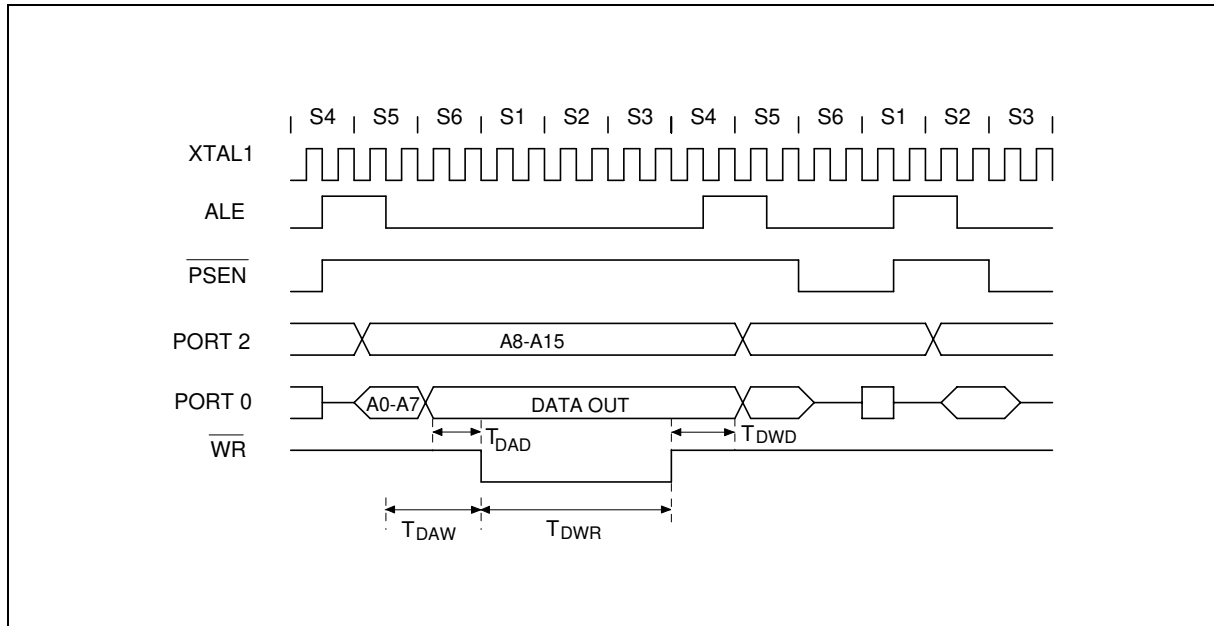 S4 S5 S6 S1 S2 S3 S4 S5 S6 S1 S2 S3
XTAL1
ALE
PSEN
PORT 2 A8-A15
PORT 0 A0-A7 DATA OUT
TDAD TDWD
WR
TDAW TDWR